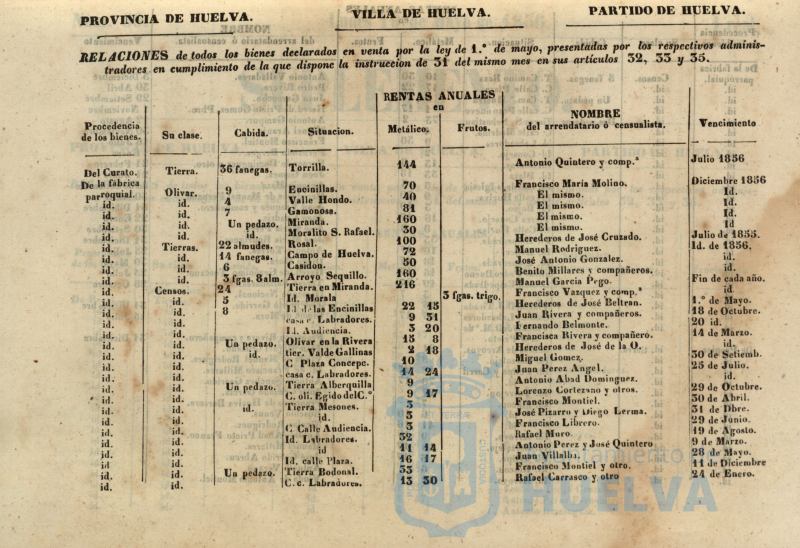 PROVINCIA DE HUELVA. VILLA DE HUELVA. PARTIDO DE HUELVA.
RELACIONES de todos los bienes declarados en venta por la ley de 1.º de mayo, presentadas por los respectivos adminis-
tradores en cumplimiento de la que dispone la instruccion de 31 del mismo mes en sus artículos 32, 33 y 35.
RENTAS ANUALES
en
Procedencia de los bienes. Su clase. Cabida. Situacion. Metálico. Frutos. NOMBRE del arrendatario ó censualista. Vencimiento
Del Curato. Tierra. 36 fanegas. Torrilla. 144 Antonio Quintero y comp.ª Julio 1856
De la fábrica
parroquial. Olivar. 9 Encinillas. 70 Francisco María Molino. Diciembre 1856
id. id. 4 Valle Hondo. 40 El mismo. Id.
id. id. 7 Gamonosa. 81 El mismo. Id.
id. id. Un pedazo. Miranda. 160 El mismo. Id
id. id. Moralito S. Rafael. 30 El mismo. Id.
id. Tierras. 22 almudes. Rosal. 100 Herederos de José Cruzado. Julio de 1855.
id. id. 14 fanegas. Campo de Huelva. 72 Manuel Rodriguez. Id. de 1856.
id. id. 6 Casidon. 50 José Antonio Gonzalez. id.
id. id. 3 fgas. 8 alm. Arroyo Sequillo. 160 Benito Millares y compañeros. id.
id. Censos. 24 Tierra en Miranda. 216 Manuel Garcia Pego. Fin de cada año.
id. id. 5 Id. Morala 3 fgas. trigo. Francisco Vazquez y comp.ª id.
id. id. 8 Id. de las Encinillas 22 15 Herederos de José Beltran. 1.º de Mayo.
id. id. casa c. Labradores. 9 31 Juan Rivera y compañeros. 18 de Octubre.
id. id. Id. Audiencia. 3 20 Fernando Belmonte. 20 id.
id. id. Un pedazo. Olivar en la Rivera 15 8 Francisca Rivera y compañero. 14 de Marzo.
id. id. id. tier. Valde Gallinas 2 18 Herederos de José de la O. id.
id. id. C Plaza Concepc. 10 Miguel Gomez. 30 de Setiemb.
id. id. casa c. Labradores. 14 24 Juan Perez Angel. 25 de Julio.
id. id. Un pedazo. Tierra Alberquilla 9 Antonio Abad Dominguez. id.
id. id. C. oli. Egido del C.º 9 17 Lorenzo Cortezano y otros. 29 de Octubre.
id. id. id Tierra Mesones. 3 Francisco Montiel. 30 de Abril.
id. id. id. 3 José Pizarro y Diego Lerma. 31 de Dbre.
id. id. C Calle Audiencia. 3 Francisco Librero. 29 de Junio.
id. id. Id. Labradores. 32 Rafael Muro. 19 de Agosto.
id. id. id 11 14 Antonio Perez y José Quintero 9 de Marzo.
id. id. Id. calle Plaza. 16 17 Juan Villalba. 28 de Mayo.
id. id. Un pedazo. Tierra Bodonal. 33 Francisco Montiel y otro. 11 de Diciembre
id. id. C. c. Labradores. 13 30 Rafael Carrasco y otro 24 de Enero.
HUELVA